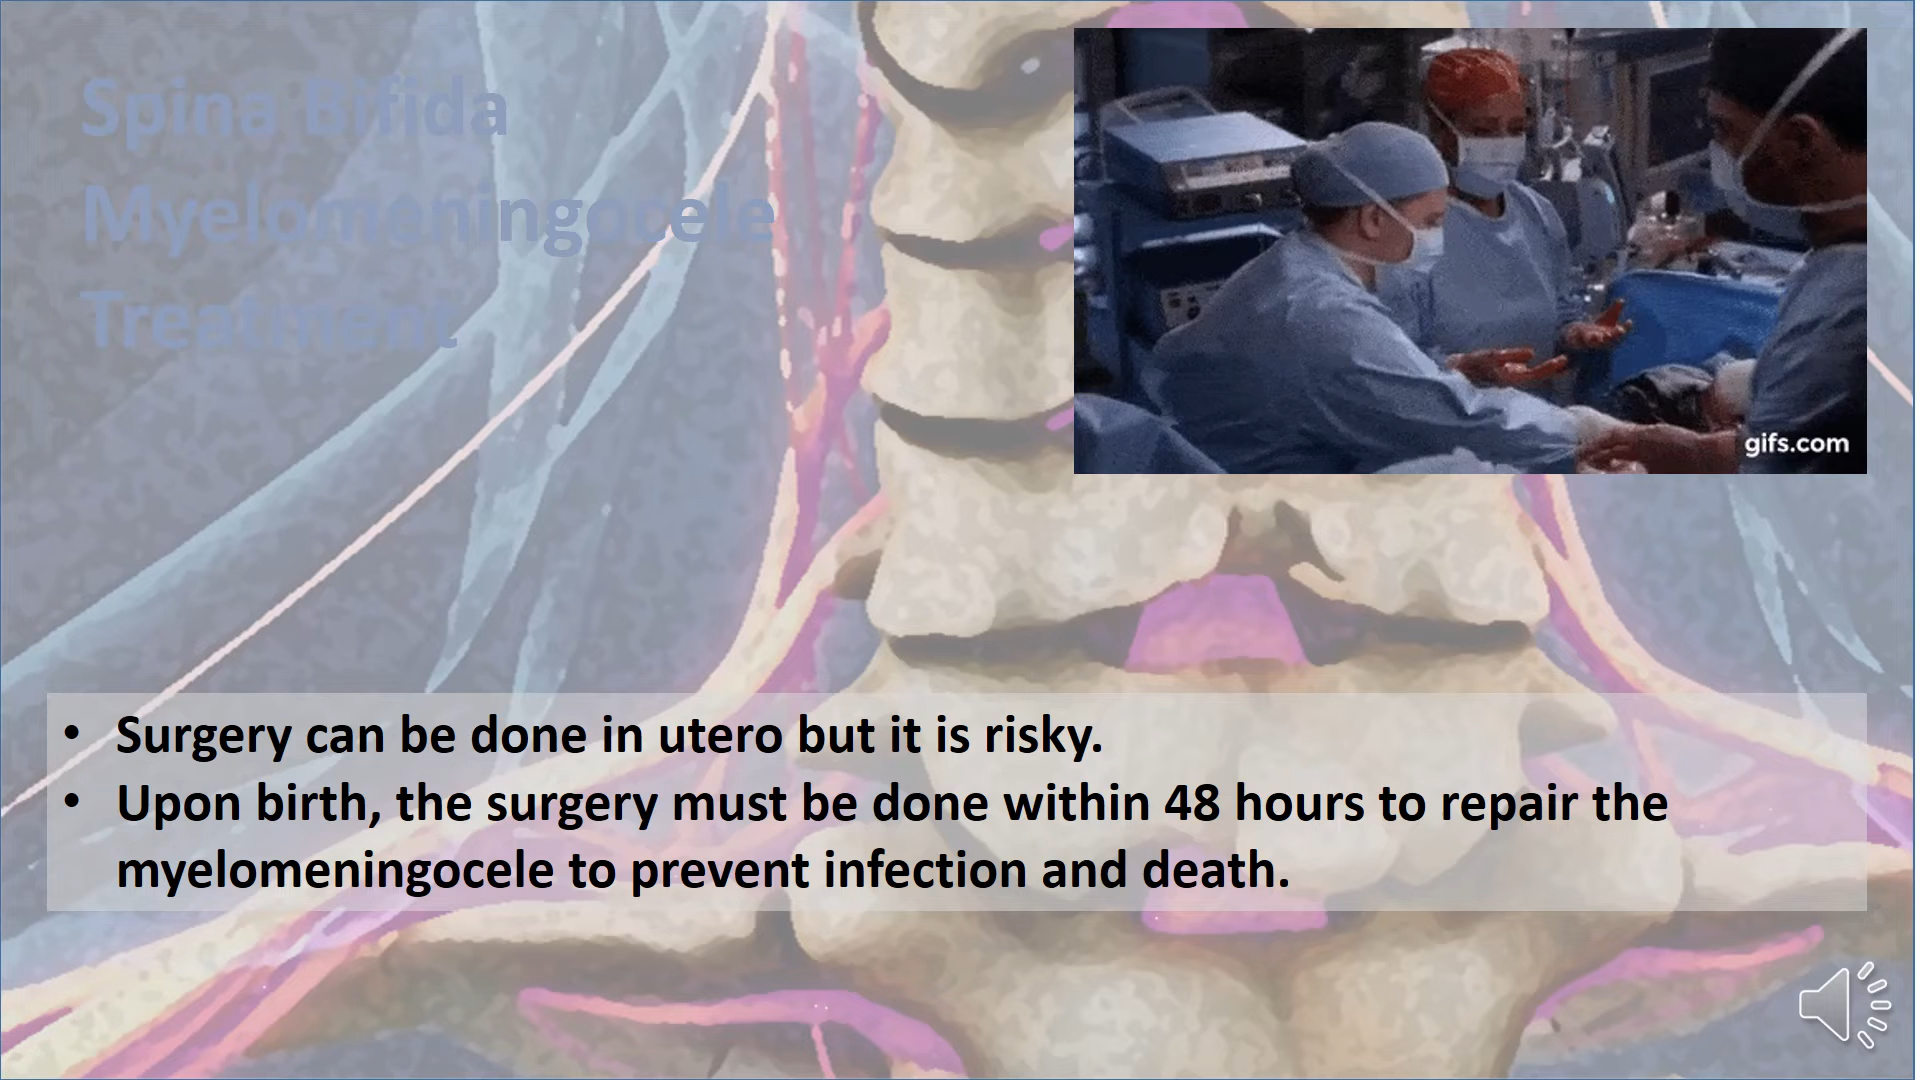 Spina Bifida
Myelomeningocele
Treatment
gifs.com
• Surgery can be done in utero but it is risky.
• Upon birth, the surgery must be done within 48 hours to repair the
myelomeningocele to prevent infection and death.